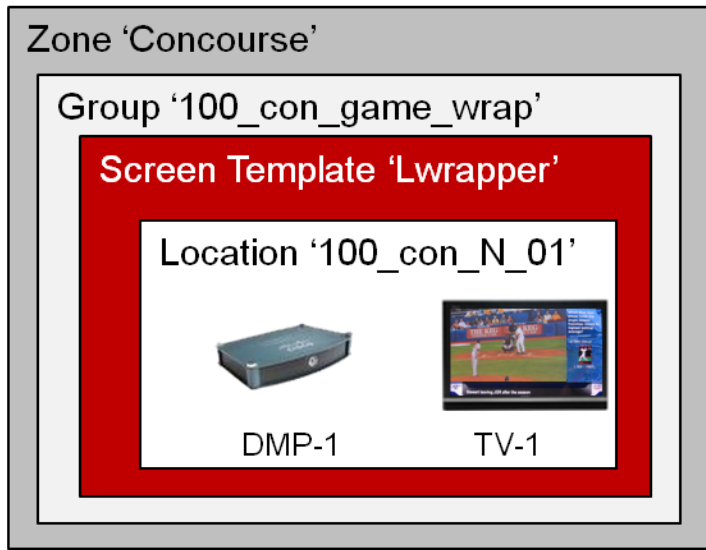 Zone ‘Concourse’
Group ‘100_con_game_wrap’
Screen Template ‘Lwrapper’
Location ‘100_con_N_01’
DMP-1
TV-1